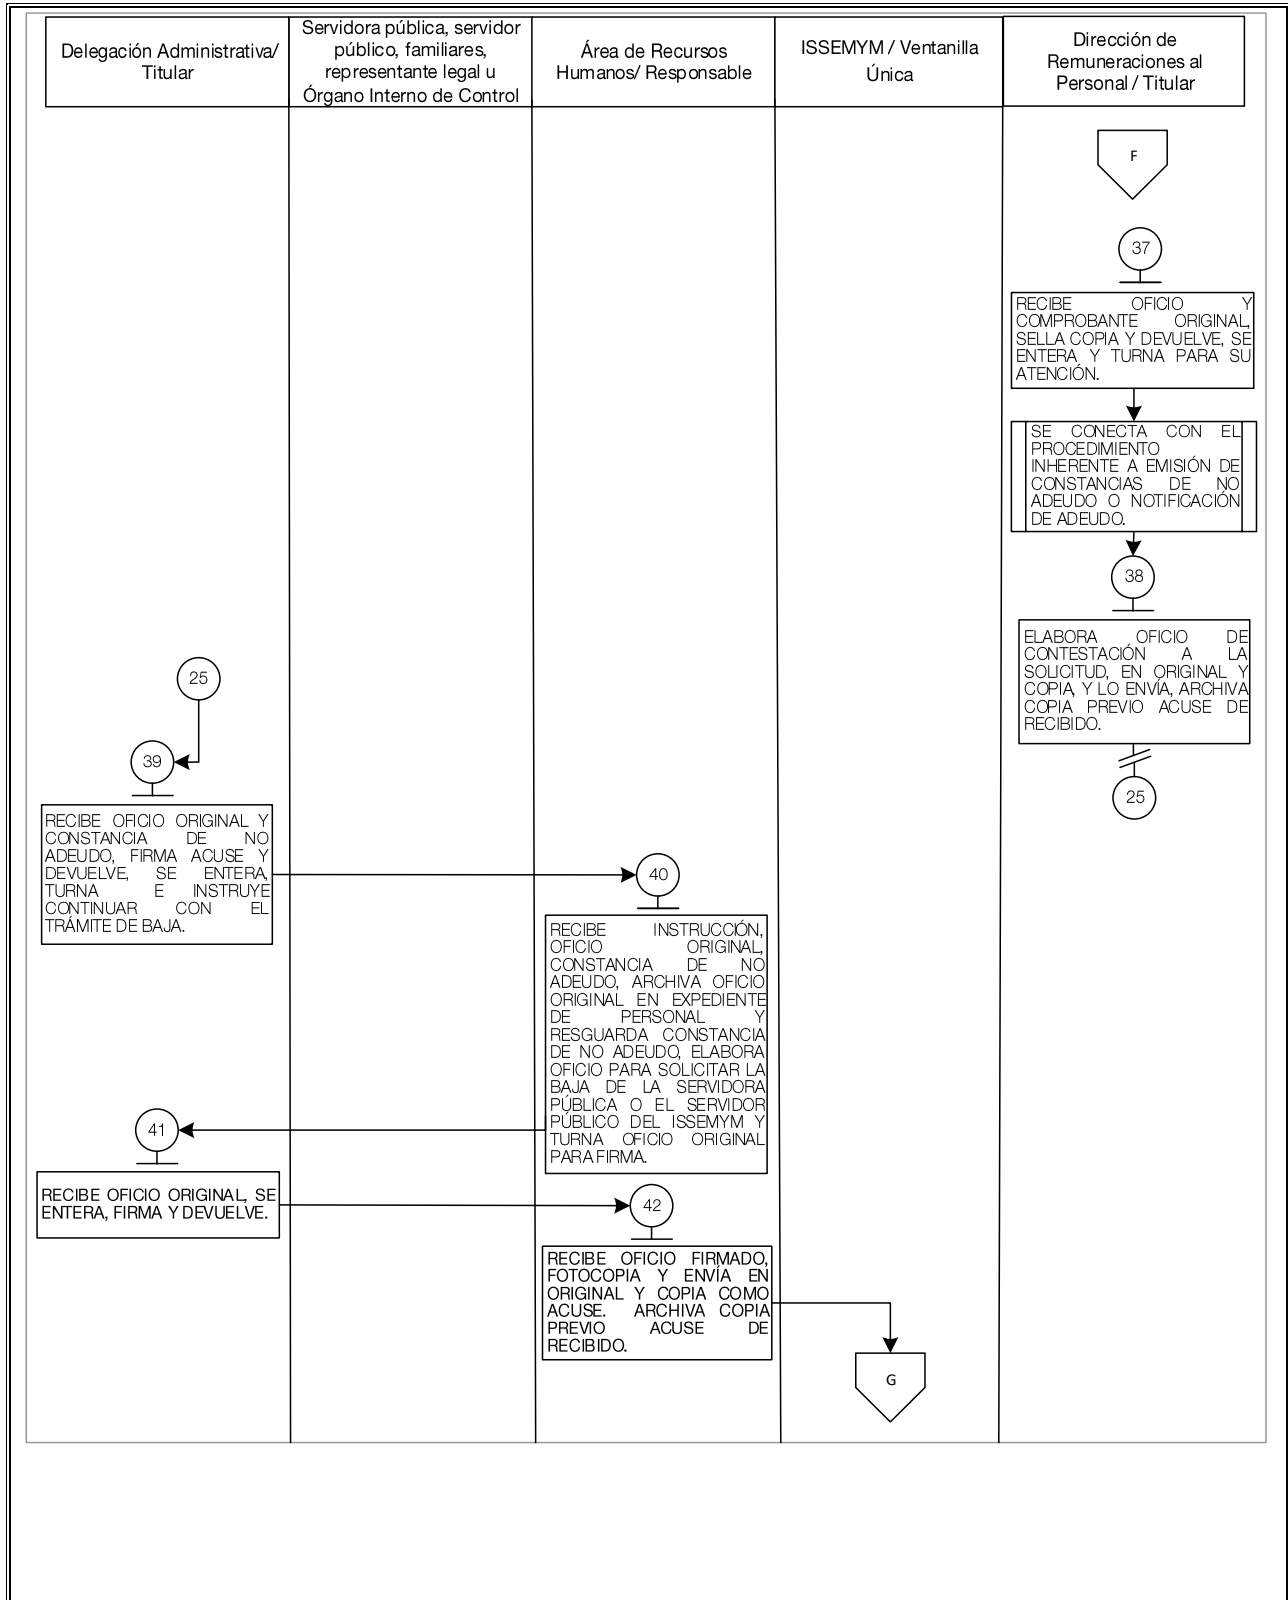 Delegación Administrativa/
Titular
Servidora pública, servidor
público, familiares,
representante legal u
Órgano Interno de Control
Área de Recursos
Humanos/ Responsable
ISSEMYM / Ventanilla
Única
Dirección de
Remuneraciones al
Personal / Titular
F
37
RECIBE OFICIO Y
COMPROBANTE ORIGINAL,
SELLA COPIA Y DEVUELVE, SE
ENTERA Y TURNA PARA SU
ATENCIÓN.
SE CONECTA CON EL
PROCEDIMIENTO
INHERENTE A EMISIÓN DE
CONSTANCIAS DE NO
ADEUDO O NOTIFICACIÓN
DE ADEUDO.
38
ELABORA OFICIO DE
CONTESTACIÓN A LA
SOLICITUD, EN ORIGINAL Y
COPIA, Y LO ENVÍA, ARCHIVA
COPIA PREVIO ACUSE DE
RECIBIDO.
25
25
39
RECIBE OFICIO ORIGINAL Y
CONSTANCIA DE NO
ADEUDO, FIRMA ACUSE Y
DEVUELVE, SE ENTERA,
TURNA E INSTRUYE
CONTINUAR CON EL
TRÁMITE DE BAJA.
40
RECIBE INSTRUCCIÓN,
OFICIO ORIGINAL,
CONSTANCIA DE NO
ADEUDO, ARCHIVA OFICIO
ORIGINAL EN EXPEDIENTE
DE PERSONAL Y
RESGUARDA CONSTANCIA
DE NO ADEUDO, ELABORA
OFICIO PARA SOLICITAR LA
BAJA DE LA SERVIDORA
PÚBLICA O EL SERVIDOR
PÚBLICO DEL ISSEMYM Y
TURNA OFICIO ORIGINAL
PARA FIRMA.
41
RECIBE OFICIO ORIGINAL, SE
ENTERA, FIRMA Y DEVUELVE.
42
RECIBE OFICIO FIRMADO,
FOTOCOPIA Y ENVÍA EN
ORIGINAL Y COPIA COMO
ACUSE. ARCHIVA COPIA
PREVIO ACUSE DE
RECIBIDO.
G